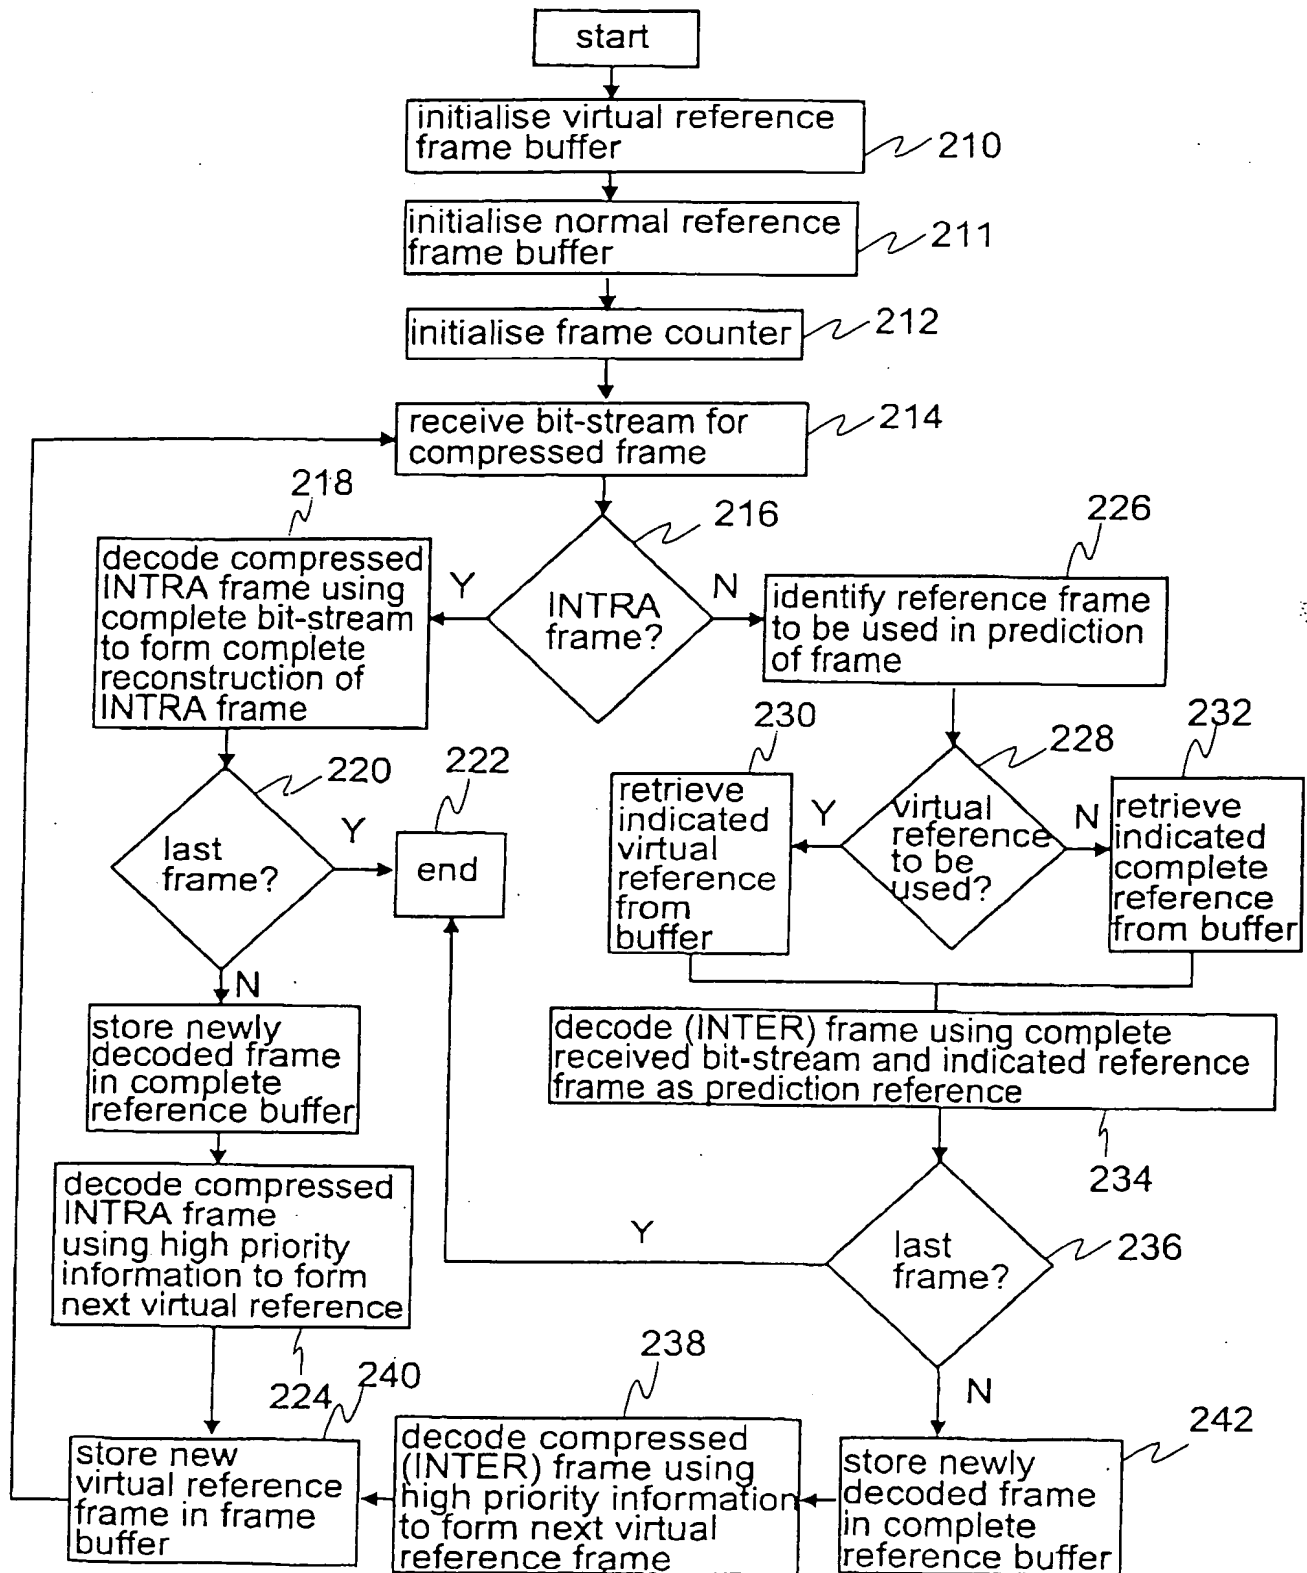 start
initialise virtual reference
frame buffer
210
initialise normal reference
frame buffer
211
initialise frame counter
212
receive bit-stream for
compressed frame
214
218
decode compressed
INTRA frame using
complete bit-stream
to form complete
reconstruction of
INTRA frame
Y
INTRA
frame?
216
N
226
identify reference frame
to be used in prediction
of frame
220
last
frame?
Y
222
end
N
230
retrieve
indicated
virtual
reference
from
buffer
Y
228
virtual
reference
to be
used?
N
232
retrieve
indicated
complete
reference
from buffer
store newly
decoded frame
in complete
reference buffer
decode (INTER) frame using complete
received bit-stream and indicated reference
frame as prediction reference
234
decode compressed
INTRA frame
using high priority
information to form
next virtual reference
224
Y
last
frame?
236
N
240
store new
virtual reference
frame in frame
buffer
238
decode compressed
(INTER) frame using
high priority information
to form next virtual
reference frame
242
store newly
decoded frame
in complete
reference buffer